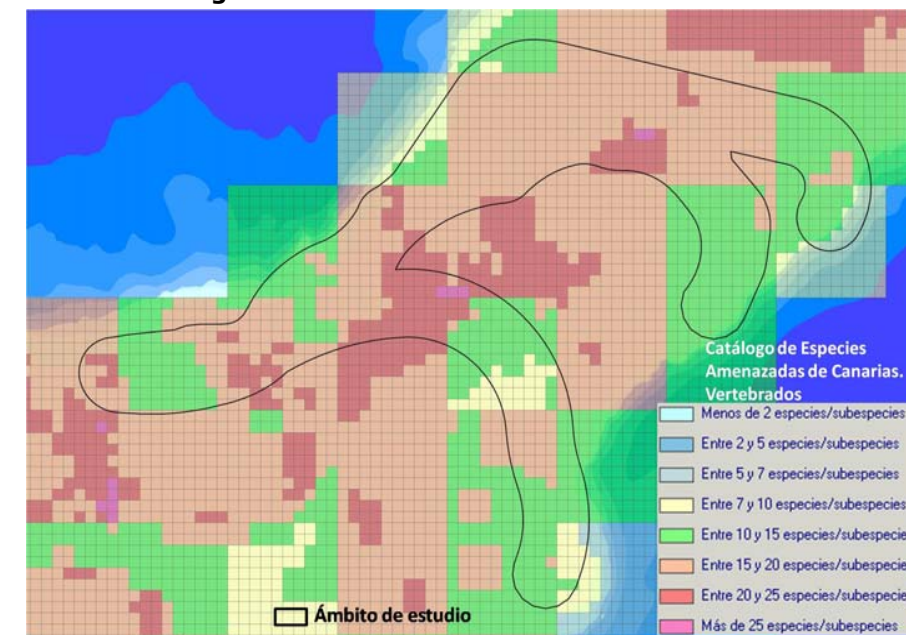 Catálogo de Especies
Amenazadas de Canarias.
Vertebrados
Menos de 2 especies/subespecies
Entre 2 y 5 especies/subespecies
Entre 5 y 7 especies/subespecies
Entre 7 y 10 especies/subespecies
Entre 10 y 15 especies/subespecie
Entre 15 y 20 especies/subespecie
Entre 20 y 25 especies/subespecie
Más de 25 especies/subespecies
Ámbito de estudio